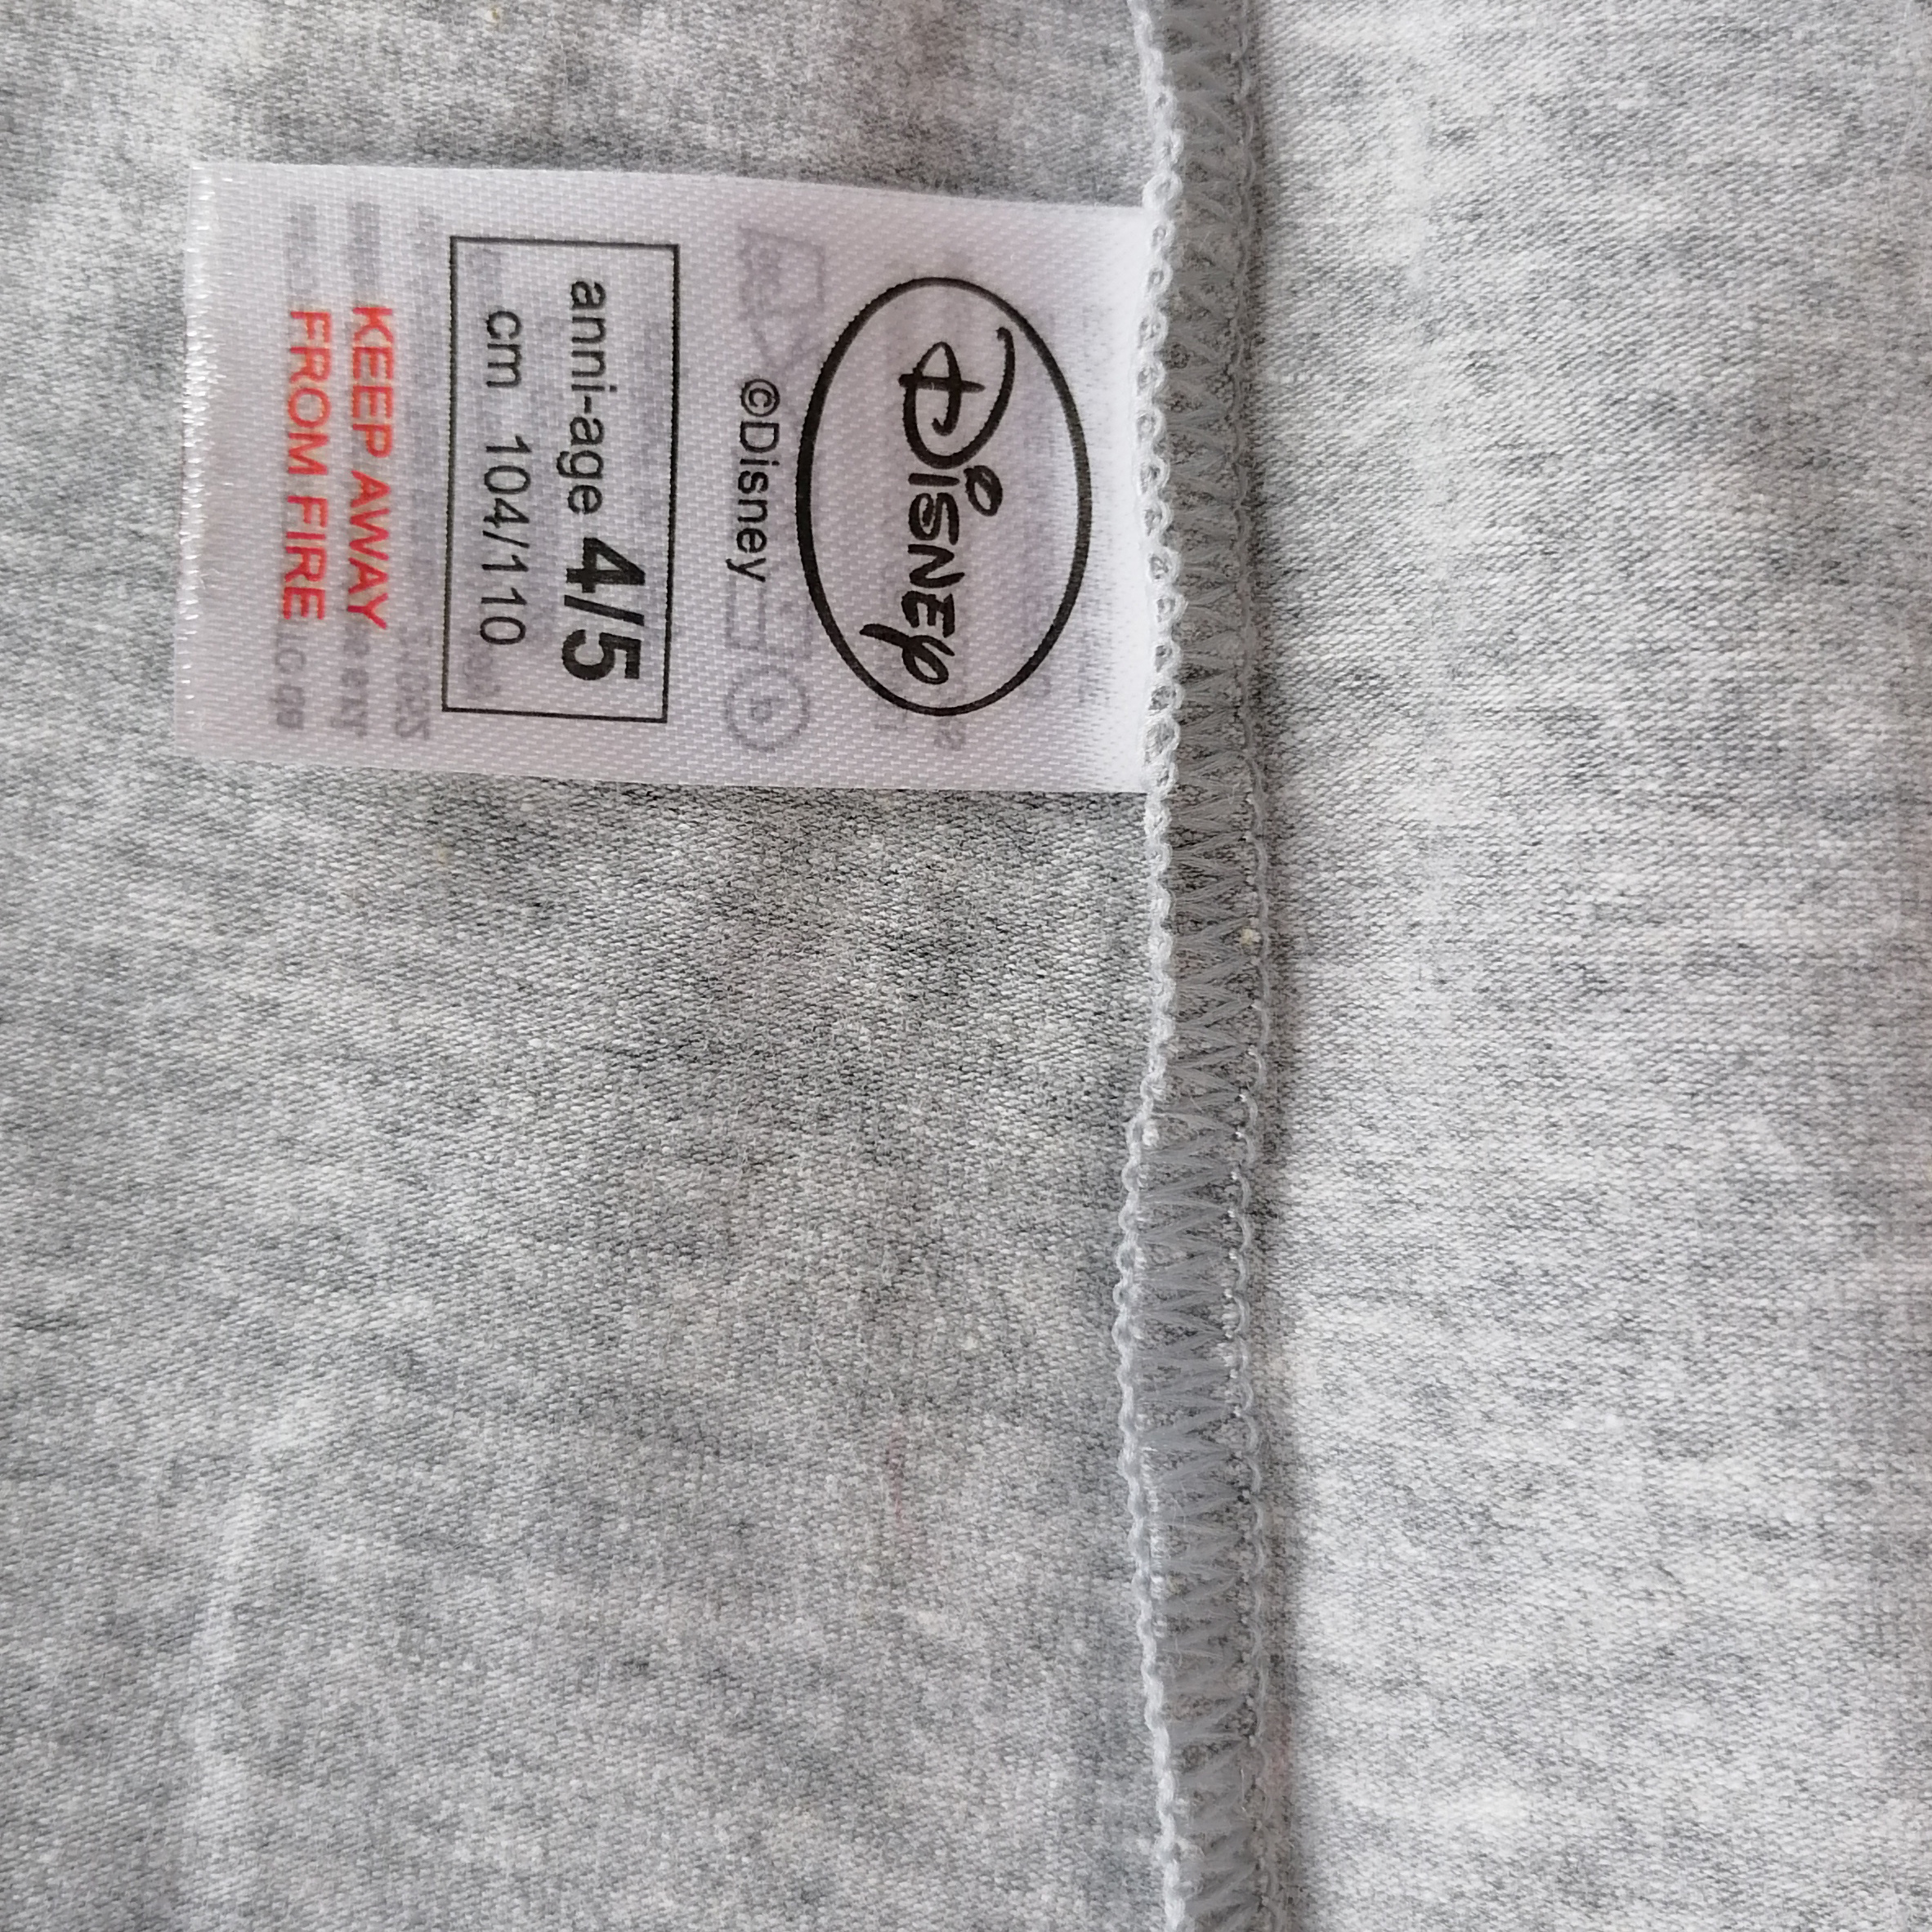 Disney
©Disney
anni-age 4/5
cm 104/110
KEEP AWAY
FROM FIRE